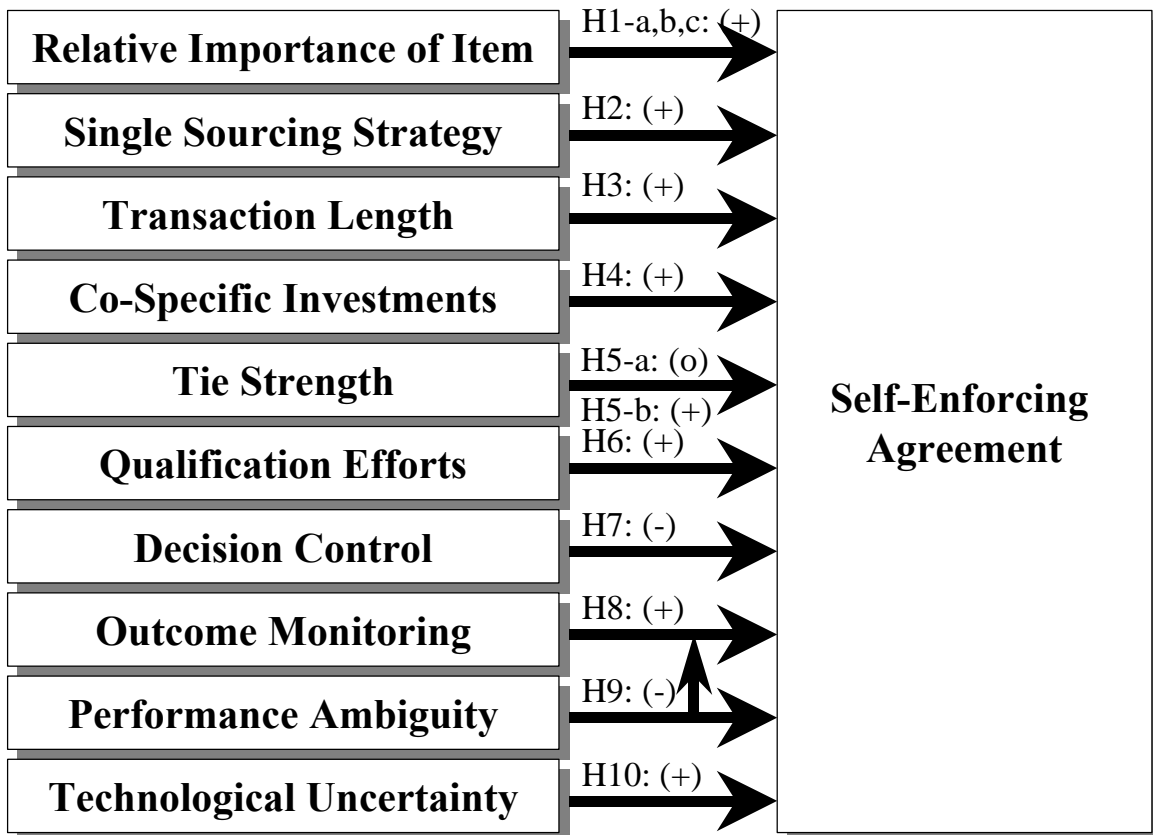 H1-a,b,c: (+)
Relative Importance of Item
H2: (+)
Single Sourcing Strategy
H3: (+)
Transaction Length
H4: (+)
Co-Specific Investments
H5-a: (o)
Tie Strength
H5-b: (+)
Self-Enforcing
Agreement
H6: (+)
Qualification Efforts
H7: (-)
Decision Control
H8: (+)
Outcome Monitoring
H9: (-)
Performance Ambiguity
H10: (+)
Technological Uncertainty